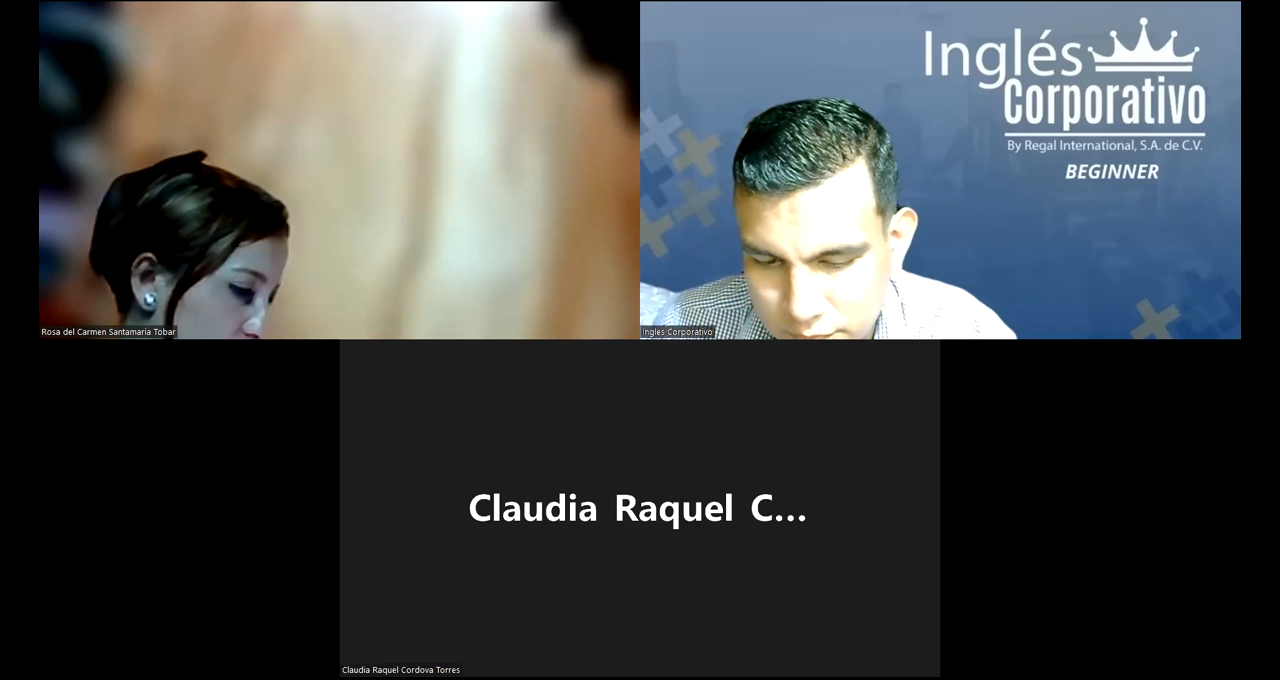 Inglés
Corporativo
By Regal International, S.A. de C.V.
BEGINNER
Rosa del Carmen Santamaria Tobar
Ingles Corporativo
Claudia Raquel C...
Claudia Raquel Cordova Torres